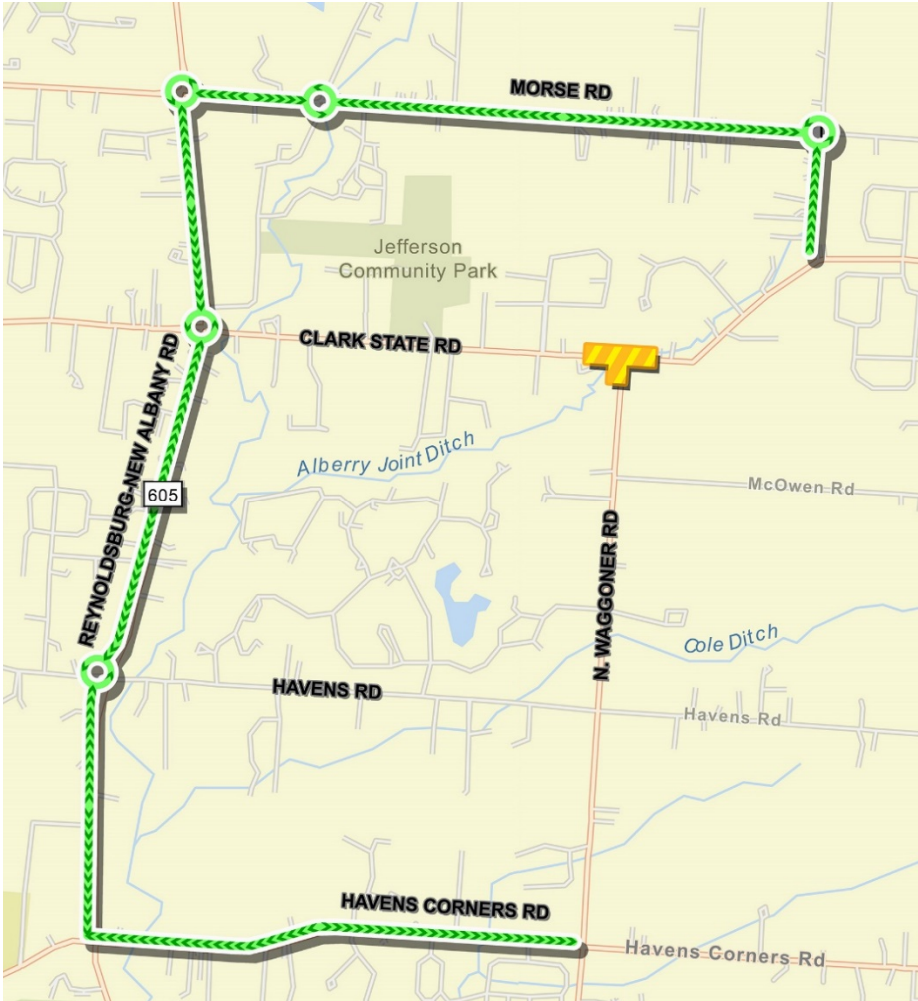 MORSE RD
Jefferson
Community Park
CLARK STATE RD
REYNOLDSBURG-NEW ALBANY RD
Alberry Joint Ditch
605
McOwen Rd
N. WAGGONER RD
Cole Ditch
HAVENS RD
Havens Rd
HAVENS CORNERS RD
Havens Corners Rd